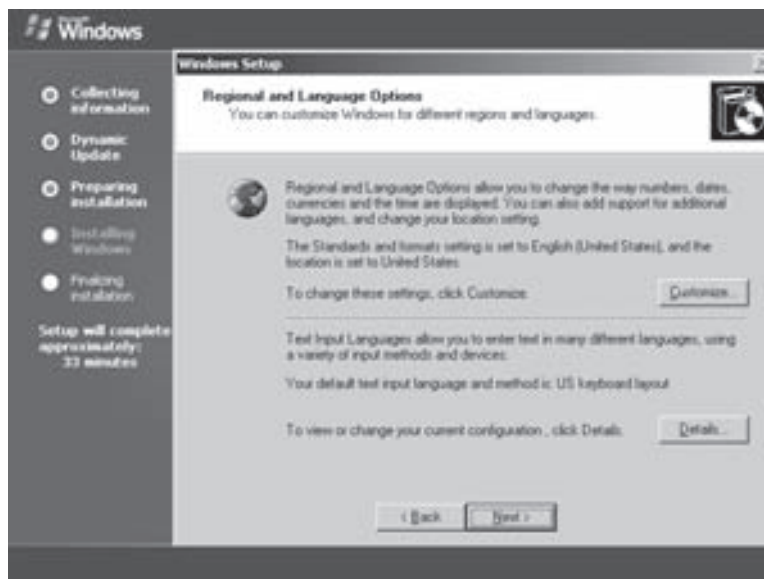 Microsoft
Windows
Windows Setup
Collecting
information
Dynamic
Update
Preparing
installation
Installing
Windows
Finalizing
installation
Setup will complete
approximately:
33 minutes
Regional and Language Options
You can customize Windows for different regions and languages.
Regional and Language Options allow you to change the way numbers, dates,
currencies and the time are displayed. You can also add support for additional
languages, and change your location setting.
The Standards and formats setting is set to English (United States), and the
location is set to United States.
To change these settings, click Customize.
Customize...
Text Input Languages allow you to enter text in many different languages, using
a variety of input methods and devices.
Your default text input language and method is: US keyboard layout
To view or change your current configuration , click Details.
Details...
< Back
Next >